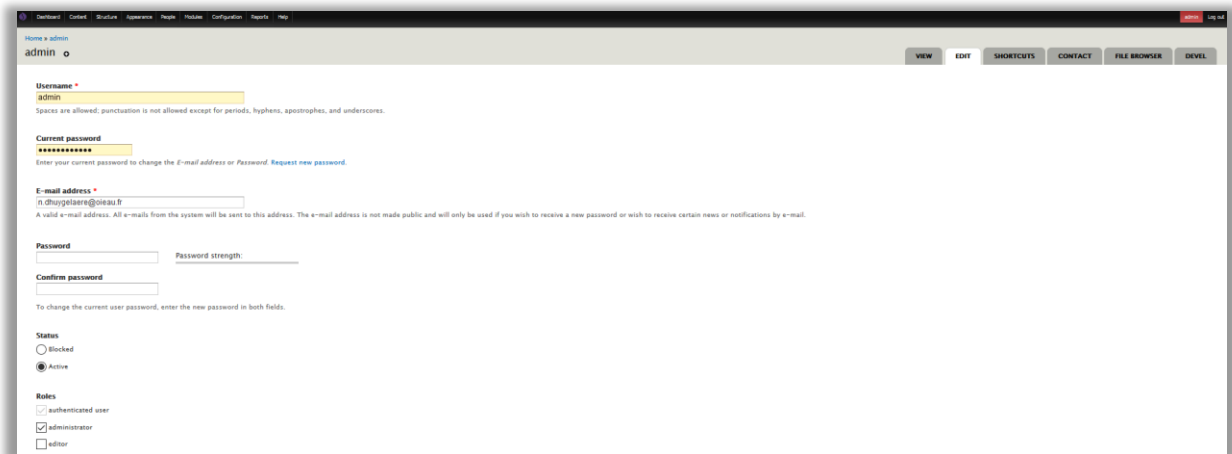 Dashboard Content Structure Appearance People Modules Configuration Reports Help admin Log out
Home » admin
admin
VIEW EDIT SHORTCUTS CONTACT FILE BROWSER DEVEL
Username *
admin
Spaces are allowed; punctuation is not allowed except for periods, hyphens, apostrophes, and underscores.
Current password
••••••••••••
Enter your current password to change the E-mail address or Password. Request new password.
E-mail address *
n.dhuygelaere@oieau.fr
A valid e-mail address. All e-mails from the system will be sent to this address. The e-mail address is not made public and will only be used if you wish to receive a new password or wish to receive certain news or notifications by e-mail.
Password
Password strength:
Confirm password
To change the current user password, enter the new password in both fields.
Status
Blocked
Active
Roles
authenticated user
administrator
editor